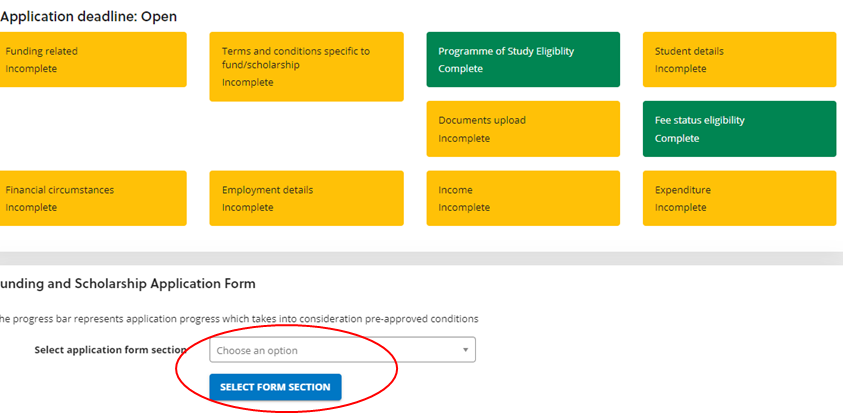 Application deadline: Open
Funding related
Incomplete
Terms and conditions specific to
fund/scholarship
Incomplete
Programme of Study Eligiblity
Complete
Student details
Incomplete
Documents upload
Incomplete
Fee status eligibility
Complete
Financial circumstances
Incomplete
Employment details
Incomplete
Income
Incomplete
Expenditure
Incomplete
unding and Scholarship Application Form
he progress bar represents application progress which takes into consideration pre-approved conditions
Select application form section
Choose an option
SELECT FORM SECTION